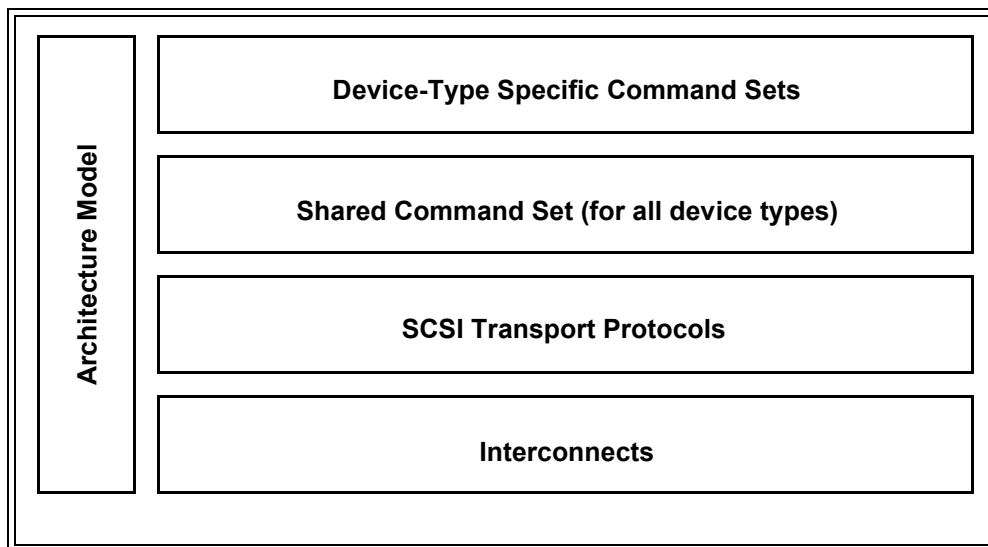 Architecture Model
Device-Type Specific Command Sets
Shared Command Set (for all device types)
SCSI Transport Protocols
Interconnects